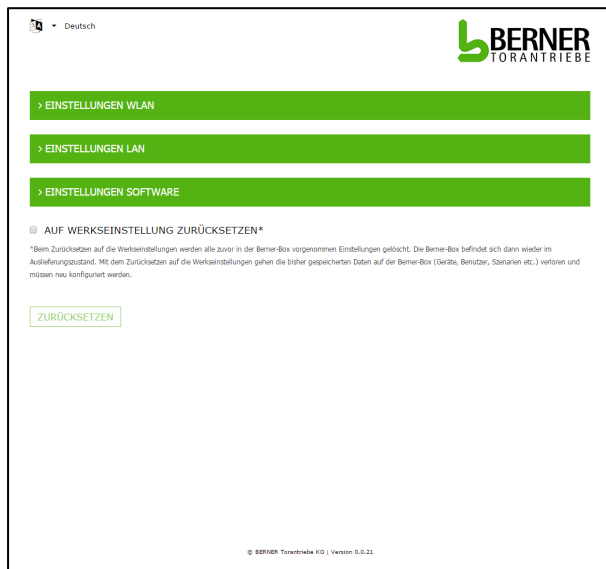 Deutsch
BERNER
TORANTRIEBE
> EINSTELLUNGEN WLAN
> EINSTELLUNGEN LAN
> EINSTELLUNGEN SOFTWARE
AUF WERKSEINSTELLUNG ZURÜCKSETZEN*
*Beim Zurücksetzen auf die Werkseinstellungen werden alle zuvor in der Berner-Box vorgenommen Einstellungen gelöscht. Die Berner-Box befindet sich dann wieder im
Auslieferungszustand. Mit dem Zurücksetzen auf die Werkseinstellungen gehen die bisher gespeicherten Daten auf der Berner-Box (Geräte, Benutzer, Szenarien etc.) verloren und
müssen neu konfiguriert werden.
ZURÜCKSETZEN
© BERNER Torantriebe KG | Version 0.0.21